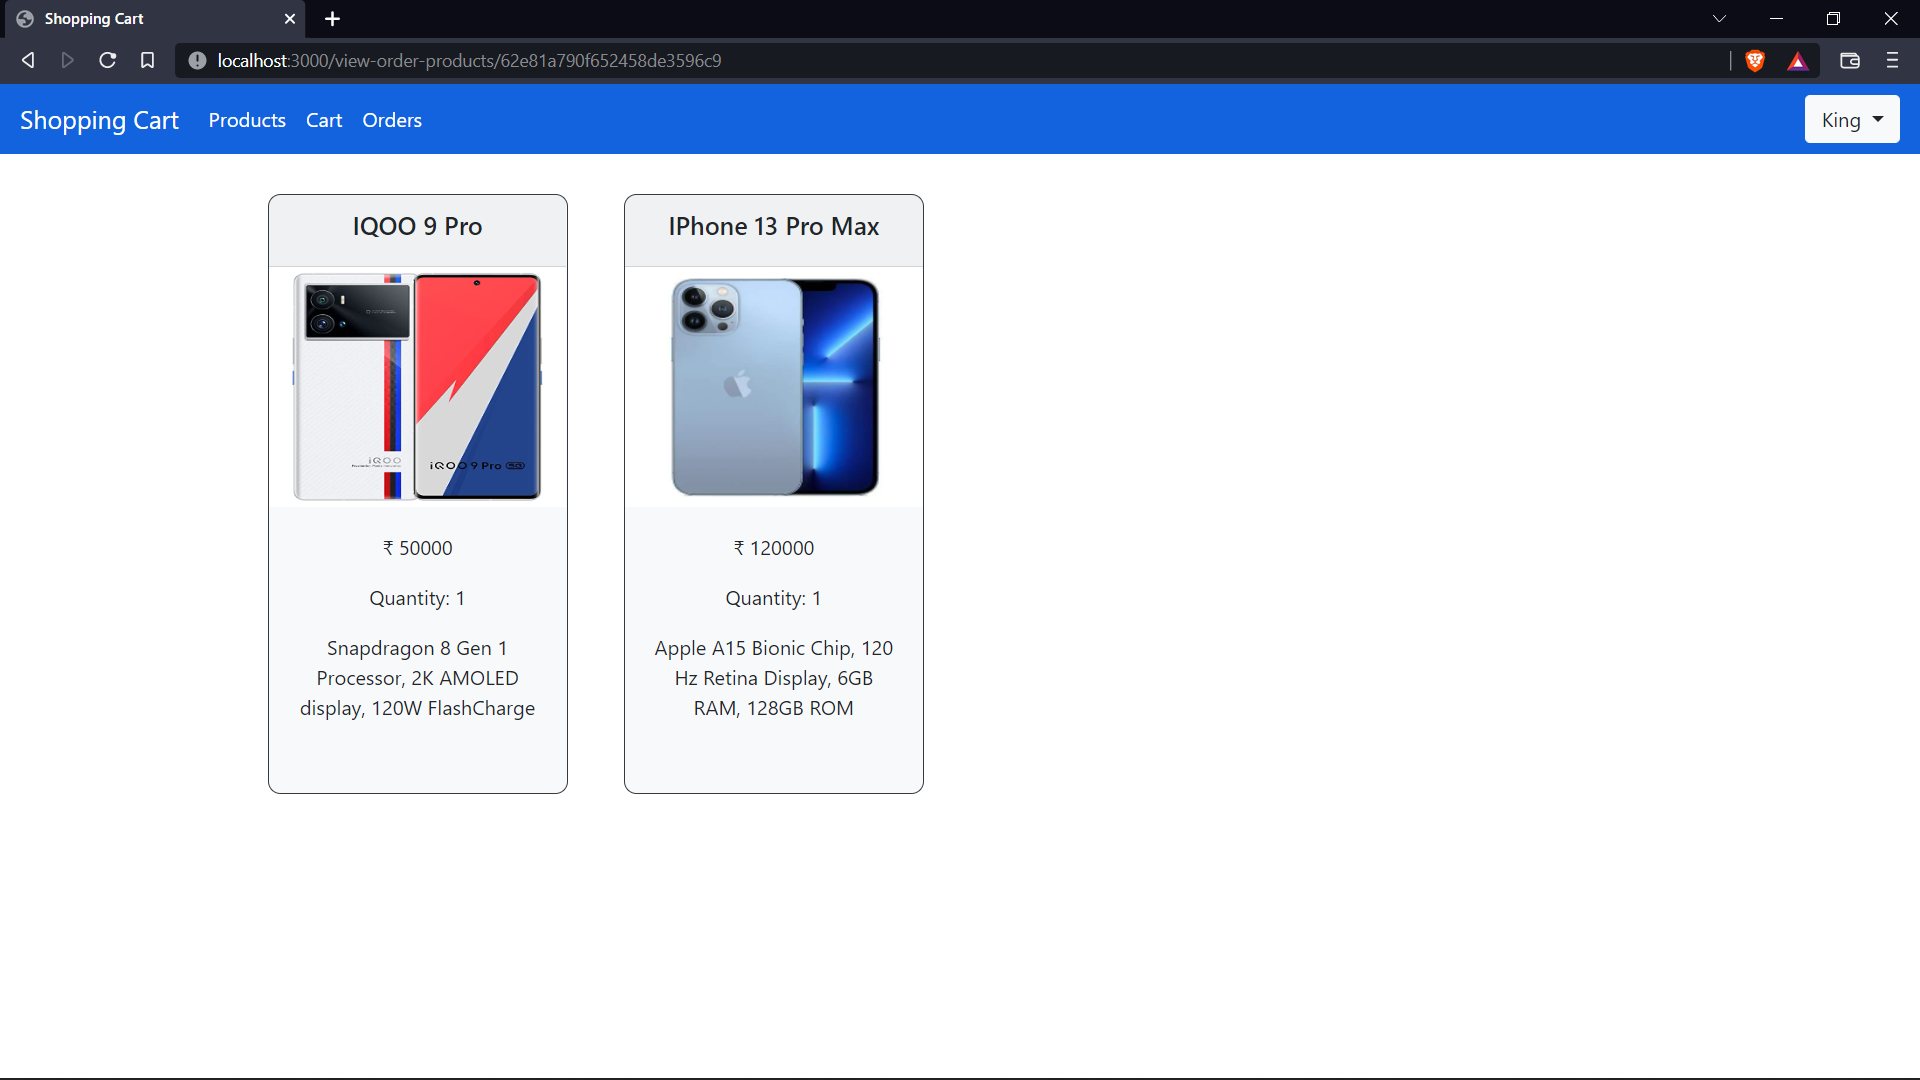 Shopping Cart
localhost:3000/view-order-products/62e81a790f652458de3596c9
Shopping Cart Products Cart Orders King
IQOO 9 Pro
iQOO
iQOO 9 Pro 5G
₹ 50000
Quantity: 1
Snapdragon 8 Gen 1
Processor, 2K AMOLED
display, 120W FlashCharge
IPhone 13 Pro Max
₹ 120000
Quantity: 1
Apple A15 Bionic Chip, 120
Hz Retina Display, 6GB
RAM, 128GB ROM